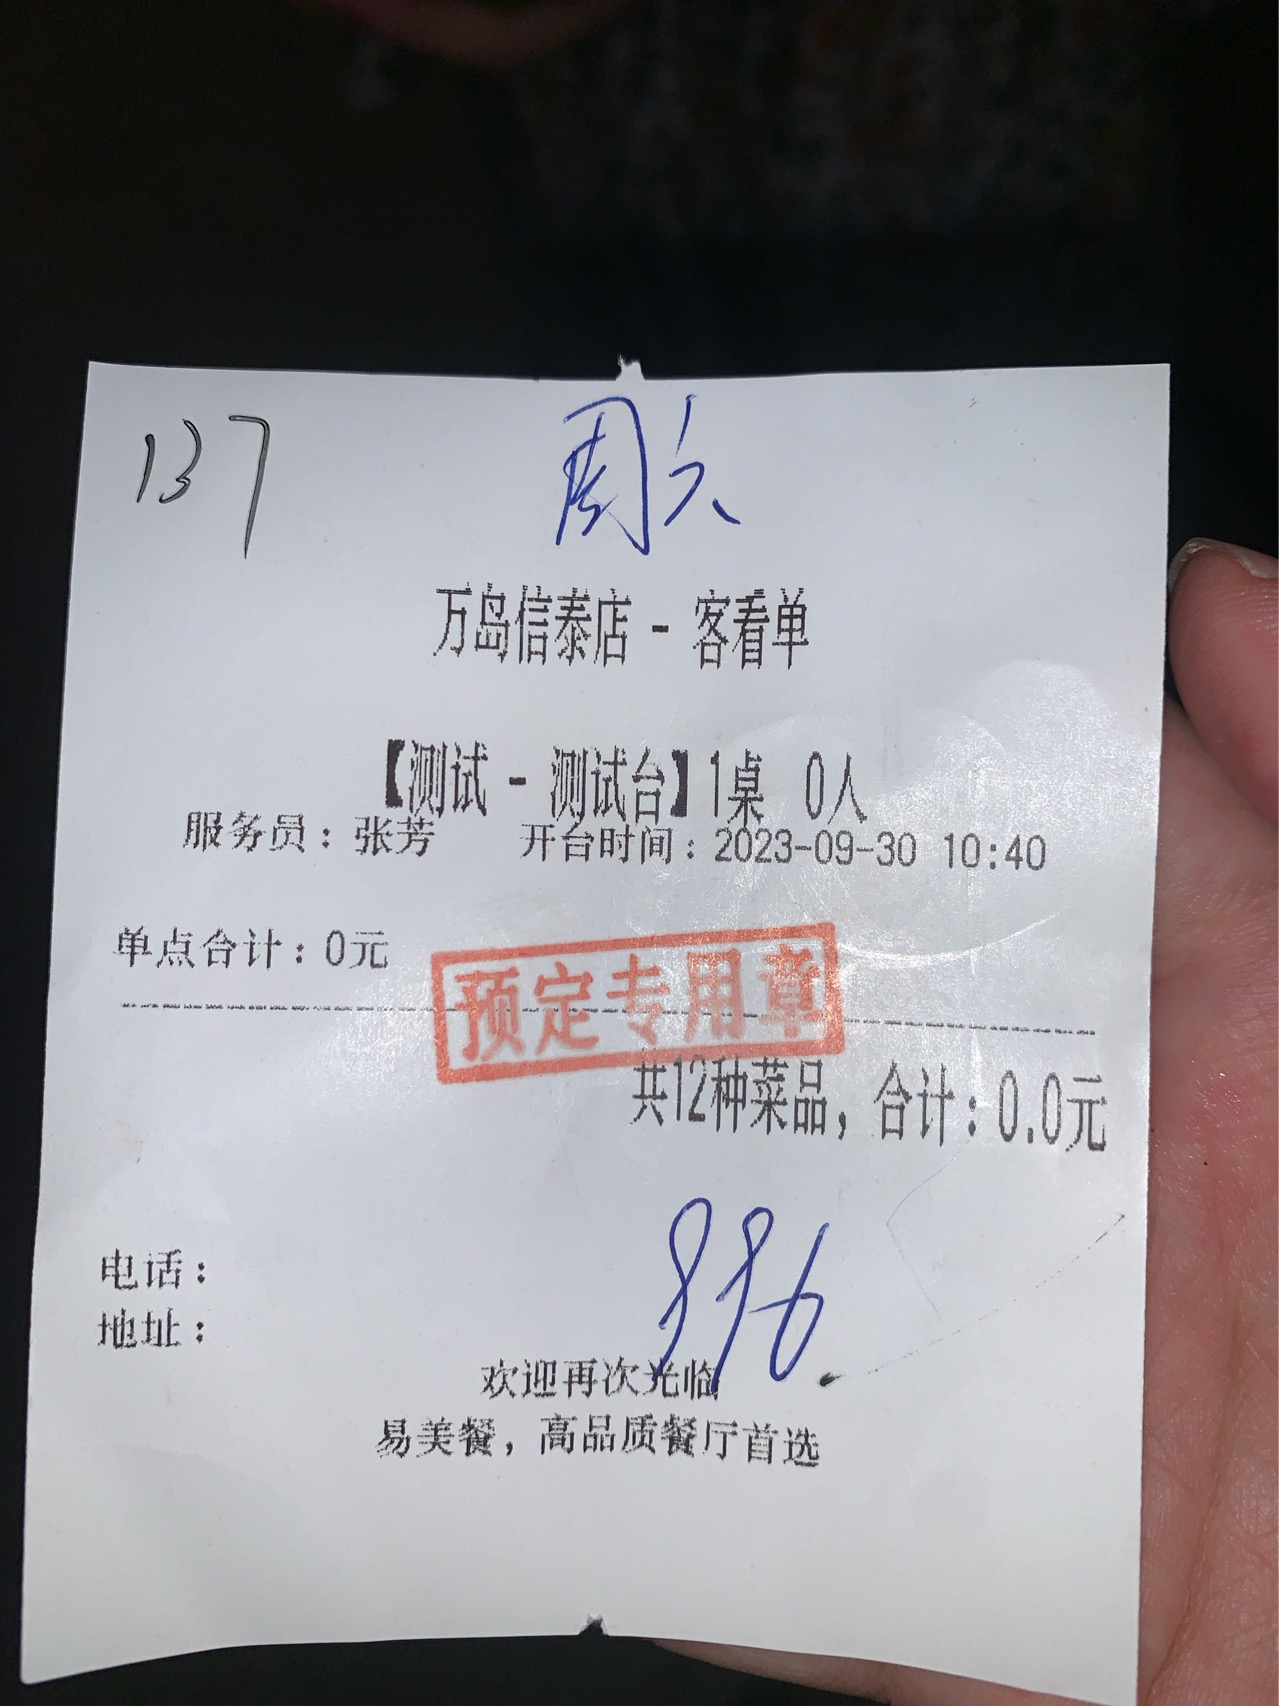 137 周六
万岛信泰店 - 客看单
【测试 - 测试台】1桌 0人
服务员：张芳 开台时间：2023-09-30 10:40
单点合计：0元
预定专用章
共12种菜品，合计：0.0元
996
电话：
地址：
欢迎再次光临
易美餐，高品质餐厅首选